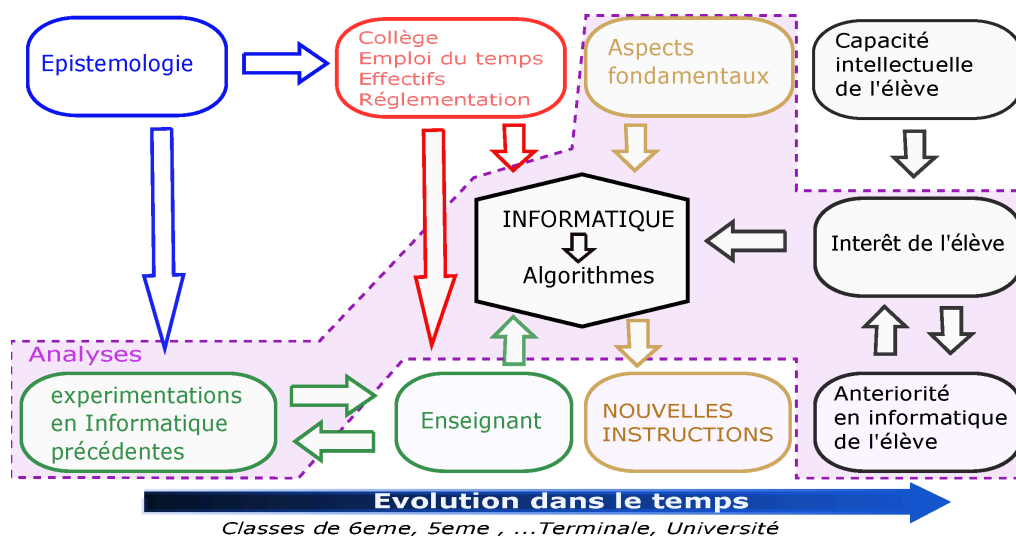 Epistemologie
Collège
Emploi du temps
Effectifs
Réglementation
Aspects
fondamentaux
Capacité
intellectuelle
de l'élève
INFORMATIQUE
Algorithmes
Interêt de l'élève
Analyses
experimentations
en Informatique
précédentes
Enseignant
NOUVELLES
INSTRUCTIONS
Anteriorité
en informatique
de l'élève
Evolution dans le temps
Classes de 6eme, 5eme , ...Terminale, Université